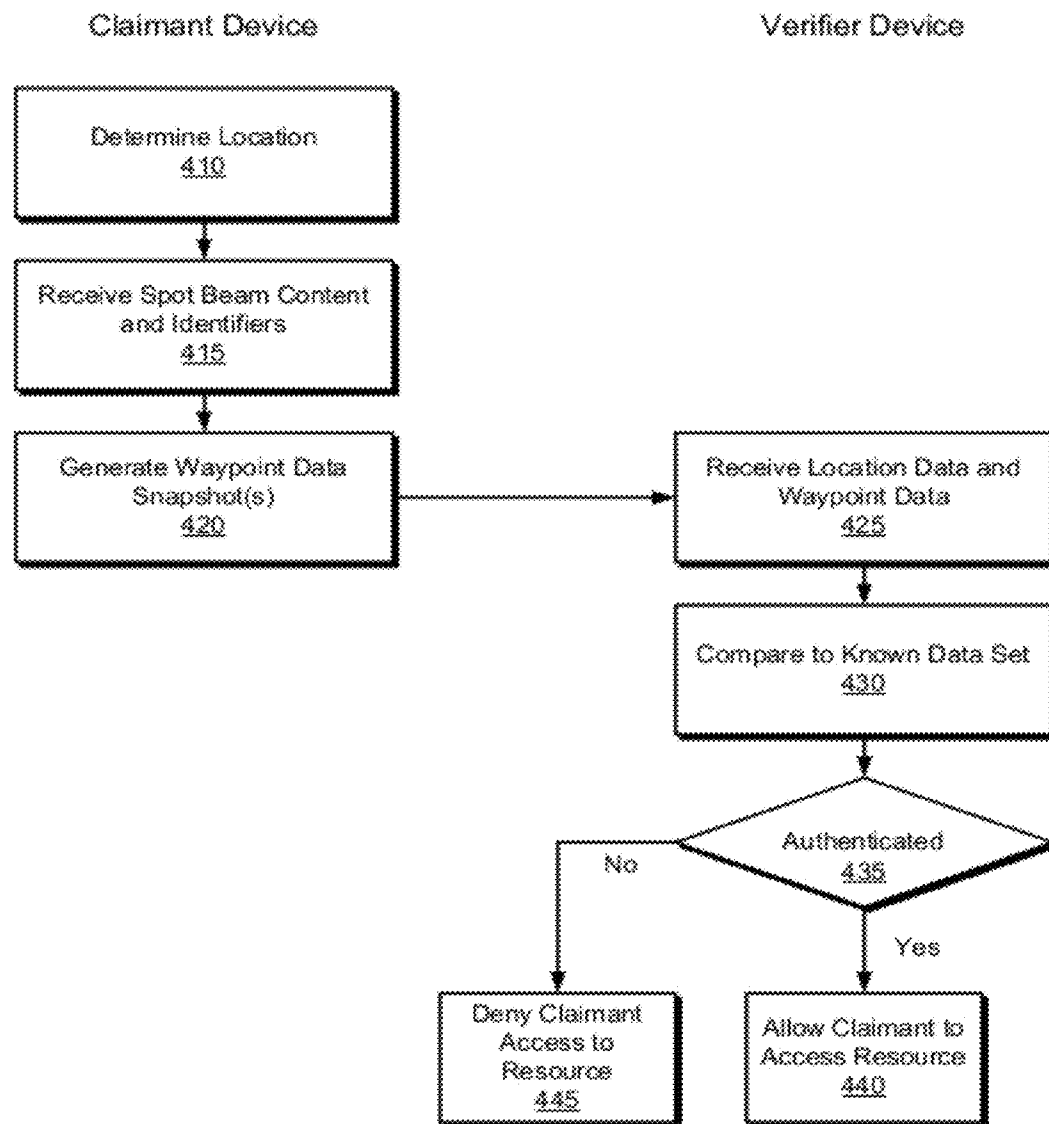 Claimant Device
Verifier Device
Determine Location
410
Receive Spot Beam Content
and Identifiers
415
Generate Waypoint Data
Snapshot(s)
420
Receive Location Data and
Waypoint Data
425
Compare to Known Data Set
430
Authenticated
435
No
Yes
Deny Claimant
Access to
Resource
445
Allow Claimant to
Access Resource
440